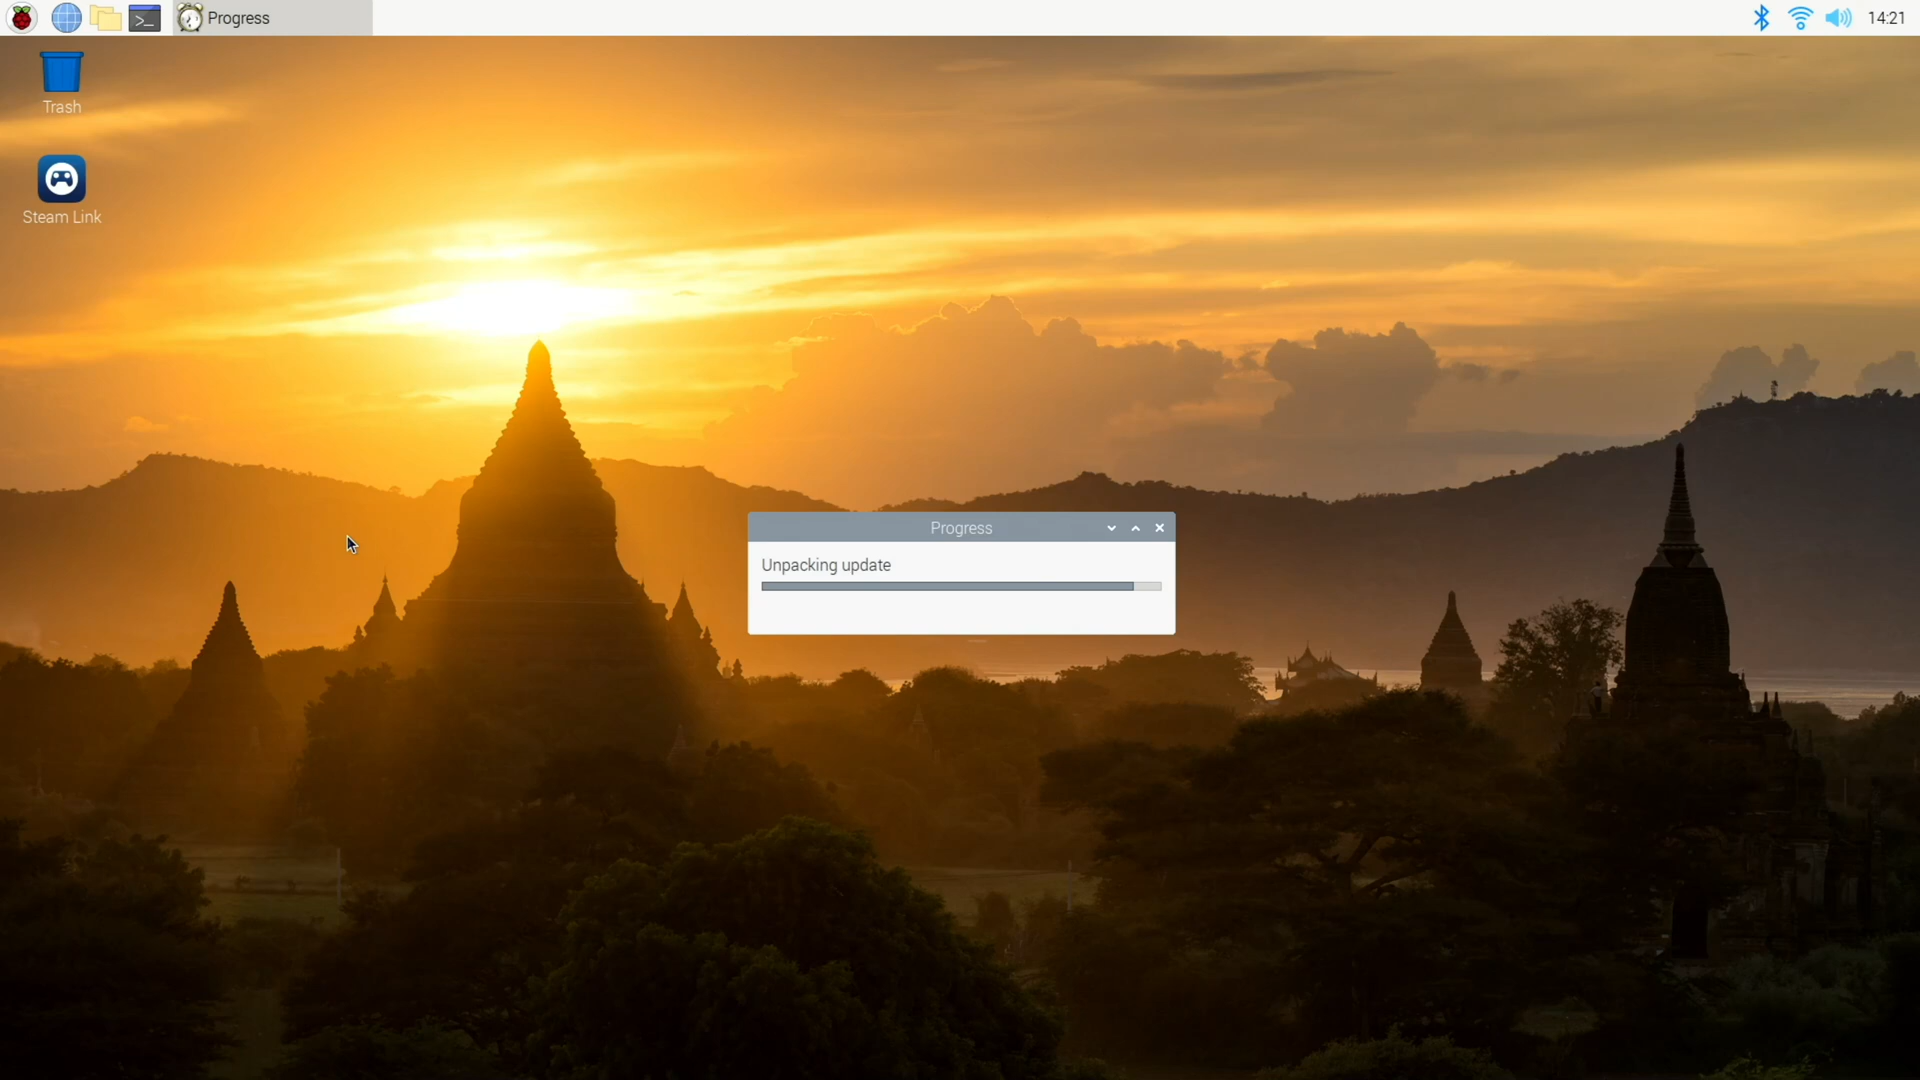 Progress
14:21
Trash
Steam Link
Progress
Unpacking update